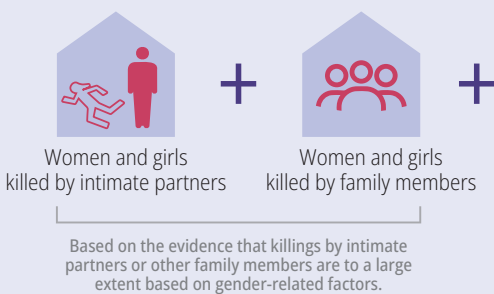 +
+
Women and girls
killed by intimate partners
Women and girls
killed by family members
Based on the evidence that killings by intimate
partners or other family members are to a large
extent based on gender-related factors.